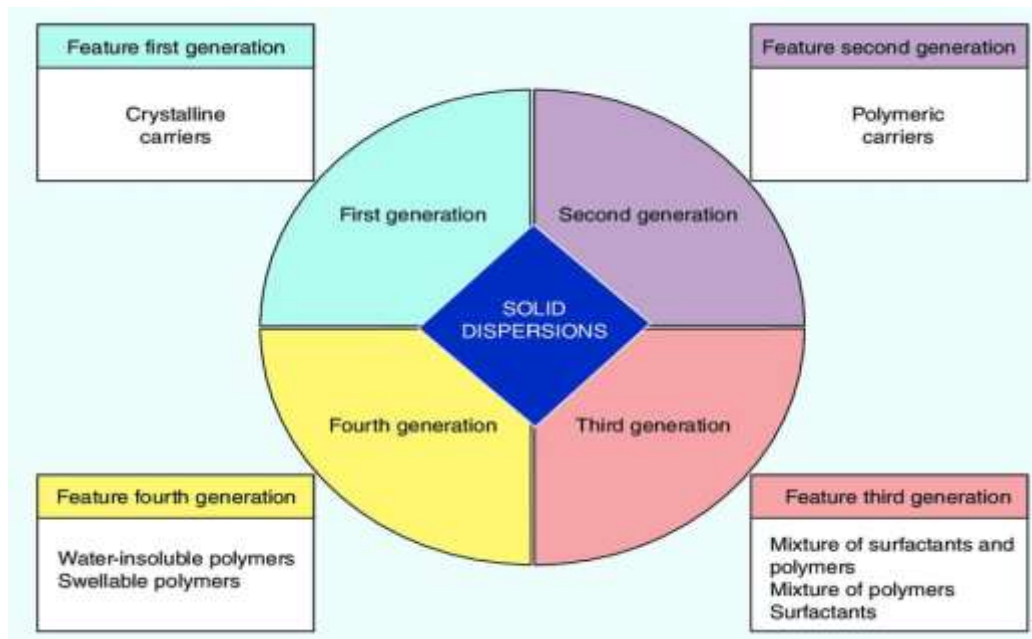 Feature first generation
Crystalline
carriers
Feature second generation
Polymeric
carriers
First generation
Second generation
SOLID
DISPERSIONS
Fourth generation
Third generation
Feature fourth generation
Water-insoluble polymers
Swellable polymers
Feature third generation
Mixture of surfactants and
polymers
Mixture of polymers
Surfactants